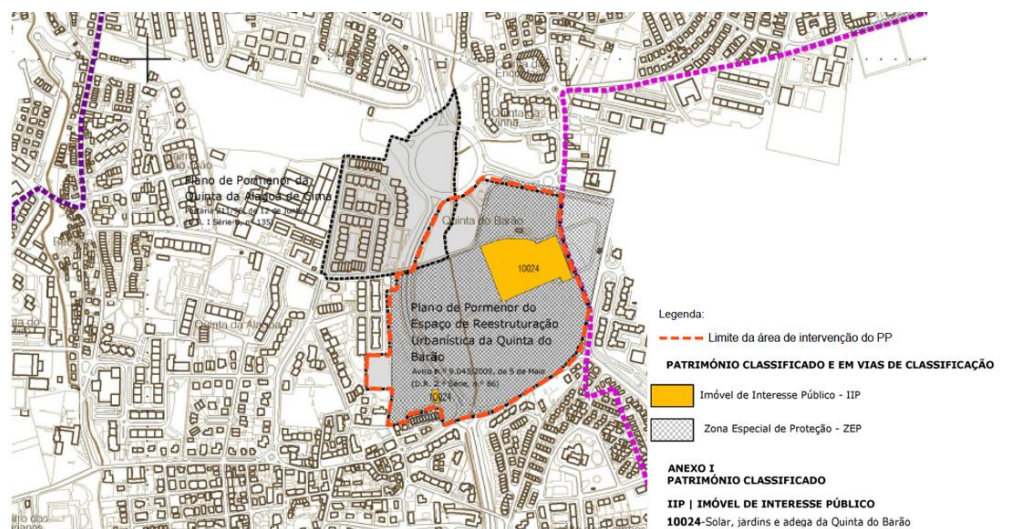 Quinta da
Vinha
Plano de Pormenor da
Quinta da Alagoa de Cima
Quinta do Barão
10024
Plano de Pormenor do
Espaço de Reestruturação
Urbanística da Quinta do
Barão
Aviso n.º 9.043/2009, de 5 de Maio
(D.R. 2.ª Série, n.º 86)
10024
Quinta da Alagoa
Legenda:
Limite da área de intervenção do PP
PATRIMÓNIO CLASSIFICADO E EM VIAS DE CLASSIFICAÇÃO
Imóvel de Interesse Público - IIP
Zona Especial de Proteção - ZEP
ANEXO I
PATRIMÓNIO CLASSIFICADO
IIP | IMÓVEL DE INTERESSE PÚBLICO
10024-Solar, jardins e adega da Quinta do Barão